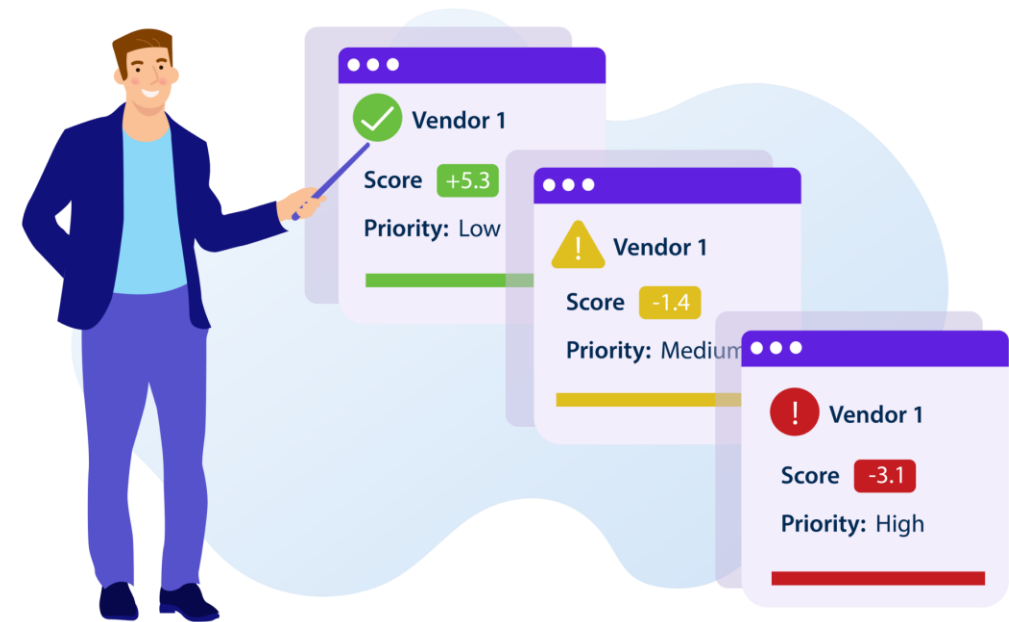 Vendor 1
Score +5.3
Priority: Low
Vendor 1
Score -1.4
Priority: Medium
Vendor 1
Score -3.1
Priority: High